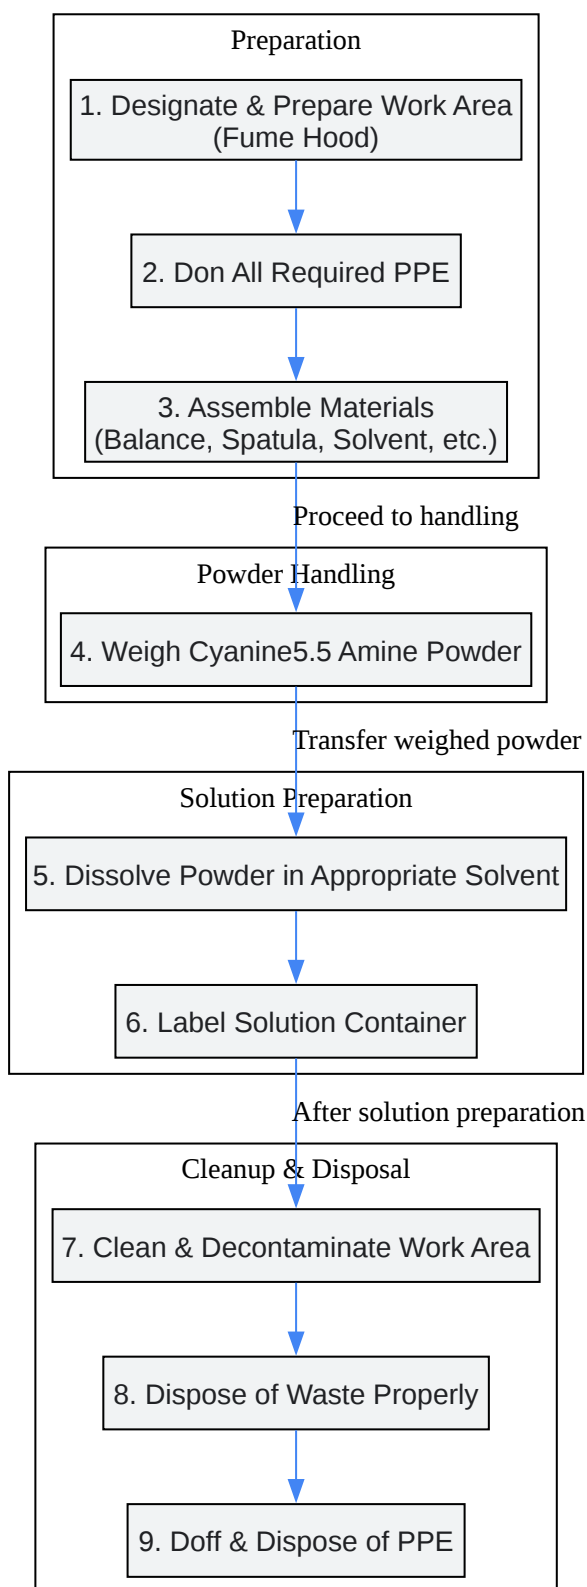 Preparation
1. Designate & Prepare Work Area
(Fume Hood)
2. Don All Required PPE
3. Assemble Materials
(Balance, Spatula, Solvent, etc.)
Proceed to handling
Powder Handling
4. Weigh Cyanine5.5 Amine Powder
Transfer weighed powder
Solution Preparation
5. Dissolve Powder in Appropriate Solvent
6. Label Solution Container
After solution preparation
Cleanup & Disposal
7. Clean & Decontaminate Work Area
8. Dispose of Waste Properly
9. Doff & Dispose of PPE